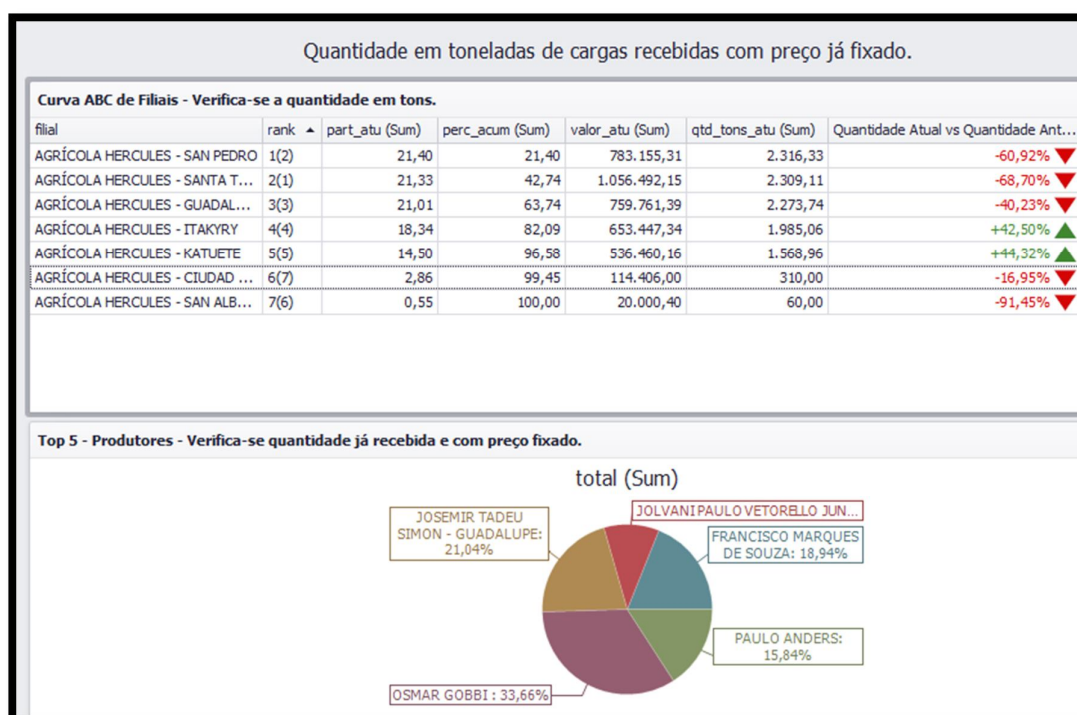 Quantidade em toneladas de cargas recebidas com preço já fixado.
Curva ABC de Filiais - Verifica-se a quantidade em tons.
filial rank part_atu (Sum) perc_acum (Sum) valor_atu (Sum) qtd_tons_atu (Sum) Quantidade Atual vs Quantidade Ant...
AGRÍCOLA HERCULES - SAN PEDRO 1(2) 21,40 21,40 783.155,31 2.316,33 -60,92%
AGRÍCOLA HERCULES - SANTA T... 2(1) 21,33 42,74 1.056.492,15 2.309,11 -68,70%
AGRÍCOLA HERCULES - GUADAL... 3(3) 21,01 63,74 759.761,39 2.273,74 -40,23%
AGRÍCOLA HERCULES - ITAKYRY 4(4) 18,34 82,09 653.447,34 1.985,06 +42,50%
AGRÍCOLA HERCULES - KATUETE 5(5) 14,50 96,58 536.460,16 1.568,96 +44,32%
AGRÍCOLA HERCULES - CIUDAD ... 6(7) 2,86 99,45 114.406,00 310,00 -16,95%
AGRÍCOLA HERCULES - SAN ALB... 7(6) 0,55 100,00 20.000,40 60,00 -91,45%
Top 5 - Produtores - Verifica-se quantidade já recebida e com preço fixado.
total (Sum)
JOLVANI PAULO VETORELLO JUN...
JOSEMIR TADEU
SIMON - GUADALUPE:
21,04%
FRANCISCO MARQUES
DE SOUZA: 18,94%
PAULO ANDERS:
15,84%
OSMAR GOBBI : 33,66%